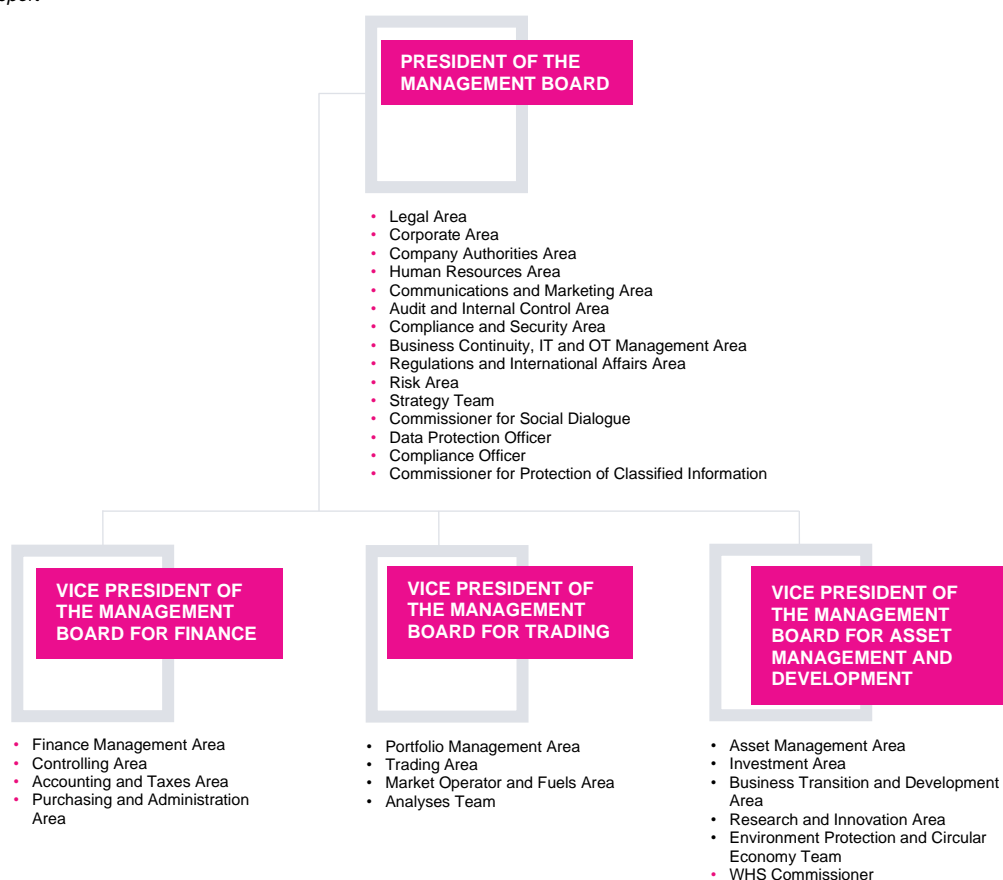 PRESIDENT OF THE
MANAGEMENT BOARD
• Legal Area
• Corporate Area
• Company Authorities Area
• Human Resources Area
• Communications and Marketing Area
• Audit and Internal Control Area
• Compliance and Security Area
• Business Continuity, IT and OT Management Area
• Regulations and International Affairs Area
• Risk Area
• Strategy Team
• Commissioner for Social Dialogue
• Data Protection Officer
• Compliance Officer
• Commissioner for Protection of Classified Information
VICE PRESIDENT OF
THE MANAGEMENT
BOARD FOR FINANCE
• Finance Management Area
• Controlling Area
• Accounting and Taxes Area
• Purchasing and Administration
Area
VICE PRESIDENT OF
THE MANAGEMENT
BOARD FOR TRADING
• Portfolio Management Area
• Trading Area
• Market Operator and Fuels Area
• Analyses Team
VICE PRESIDENT OF
THE MANAGEMENT
BOARD FOR ASSET
MANAGEMENT AND
DEVELOPMENT
• Asset Management Area
• Investment Area
• Business Transition and Development
Area
• Research and Innovation Area
• Environment Protection and Circular
Economy Team
• WHS Commissioner